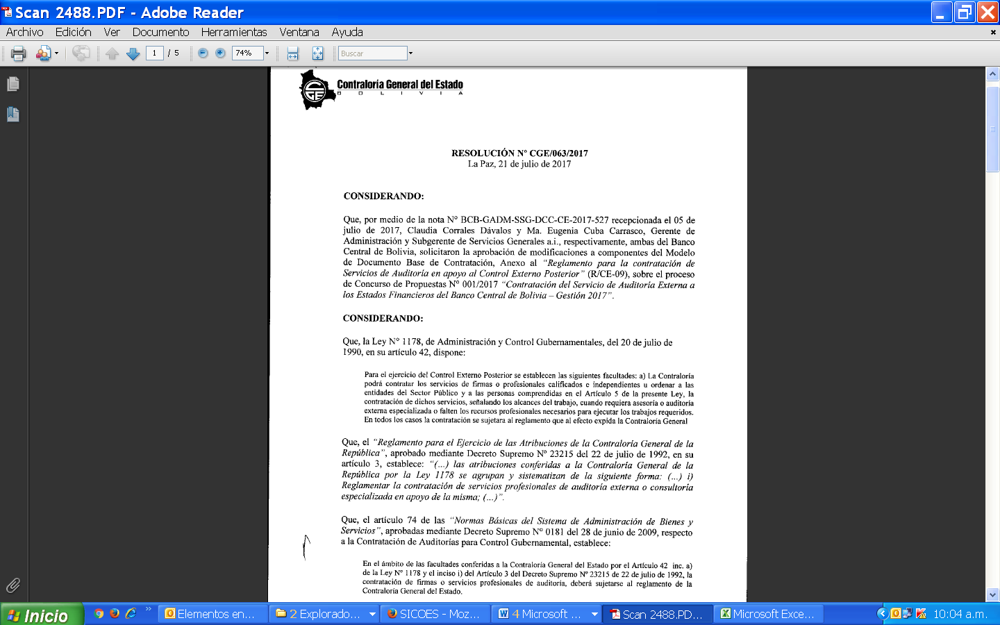 Scan 2488.PDF - Adobe Reader
Archivo Edición Ver Documento Herramientas Ventana Ayuda
1 / 5 74% Buscar
Contraloría General del Estado
B O L I V I A
RESOLUCIÓN Nº CGE/063/2017
La Paz, 21 de julio de 2017
CONSIDERANDO:
Que, por medio de la nota Nº BCB-GADM-SSG-DCC-CE-2017-527 recepcionada el 05 de
julio de 2017, Claudia Corrales Dávalos y Ma. Eugenia Cuba Carrasco, Gerente de
Administración y Subgerente de Servicios Generales a.i., respectivamente, ambas del Banco
Central de Bolivia, solicitaron la aprobación de modificaciones a componentes del Modelo
de Documento Base de Contratación, Anexo al “Reglamento para la contratación de
Servicios de Auditoría en apoyo al Control Externo Posterior” (R/CE-09), sobre el proceso
de Concurso de Propuestas Nº 001/2017 “Contratación del Servicio de Auditoría Externa a
los Estados Financieros del Banco Central de Bolivia – Gestión 2017”.
CONSIDERANDO:
Que, la Ley Nº 1178, de Administración y Control Gubernamentales, del 20 de julio de
1990, en su artículo 42, dispone:
Para el ejercicio del Control Externo Posterior se establecen las siguientes facultades: a) La Contraloría
podrá contratar los servicios de firmas o profesionales calificados e independientes u ordenar a las
entidades del Sector Público y a las personas comprendidas en el Artículo 5 de la presente Ley, la
contratación de dichos servicios, señalando los alcances del trabajo, cuando requiera asesoría o auditoría
externa especializada o falten los recursos profesionales necesarios para ejecutar los trabajos requeridos.
En todos los casos la contratación se sujetara al reglamento que al efecto expida la Contraloría General
Que, el “Reglamento para el Ejercicio de las Atribuciones de la Contraloría General de la
República”, aprobado mediante Decreto Supremo Nº 23215 del 22 de julio de 1992, en su
artículo 3, establece: “(...) las atribuciones conferidas a la Contraloría General de la
República por la Ley 1178 se agrupan y sistematizan de la siguiente forma: (...) i)
Reglamentar la contratación de servicios profesionales de auditoría externa o consultoría
especializada en apoyo de la misma; (...)”.
Que, el artículo 74 de las “Normas Básicas del Sistema de Administración de Bienes y
Servicios”, aprobadas mediante Decreto Supremo Nº 0181 del 28 de junio de 2009, respecto
a la Contratación de Auditorías para Control Gubernamental, establece:
En el ámbito de las facultades conferidas a la Contraloría General del Estado por el Artículo 42 inc. a)
de la Ley Nº 1178 y el inciso i) del Artículo 3 del Decreto Supremo Nº 23215 de 22 de julio de 1992, la
contratación de firmas o servicios profesionales de auditoría, deberá sujetarse al reglamento de la
Contraloría General del Estado.
Inicio » Elementos en... 2 Explorado... SICOES - Moz... 4 Microsoft ... Scan 2488.PD... Microsoft Exce... 10:04 a.m.